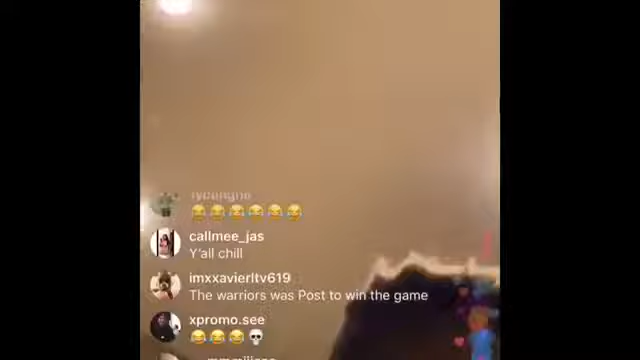 😂😂😂😂😂😂
callmee_jas
Y'all chill
imxxavierltv619
The warriors was Post to win the game
xpromo.see
😂😂😂💀